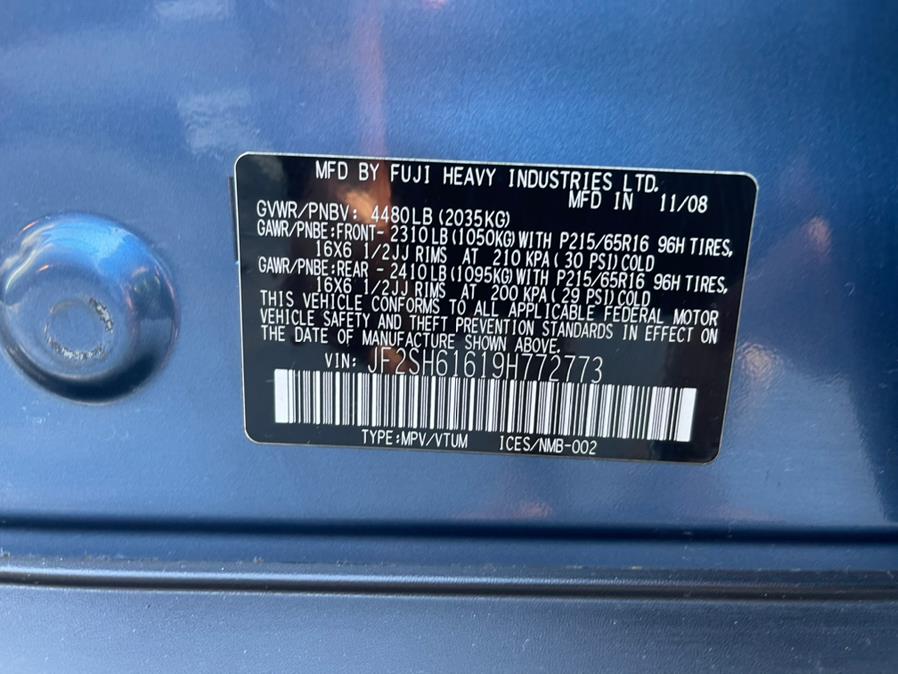 MFD BY FUJI HEAVY INDUSTRIES LTD.
MFD IN 11/08
GVWR/PNBV: 4480LB(2035KG)
GAWR/PNBE:FRONT- 2310LB(1050KG)WITH P215/65R16 96H TIRES,
16X6 1/2JJ RIMS AT 210 KPA(30 PSI)COLD
GAWR/PNBE:REAR - 2410LB(1095KG)WITH P215/65R16 96H TIRES,
16X6 1/2JJ RIMS AT 200 KPA(29 PSI)COLD
THIS VEHICLE CONFORMS TO ALL APPLICABLE FEDERAL MOTOR
VEHICLE SAFETY AND THEFT PREVENTION STANDARDS IN EFFECT ON
THE DATE OF MANUFACTURE SHOWN ABOVE.
VIN: JF2SH61619H772773
TYPE:MPV/VTUM ICES/NMB-002